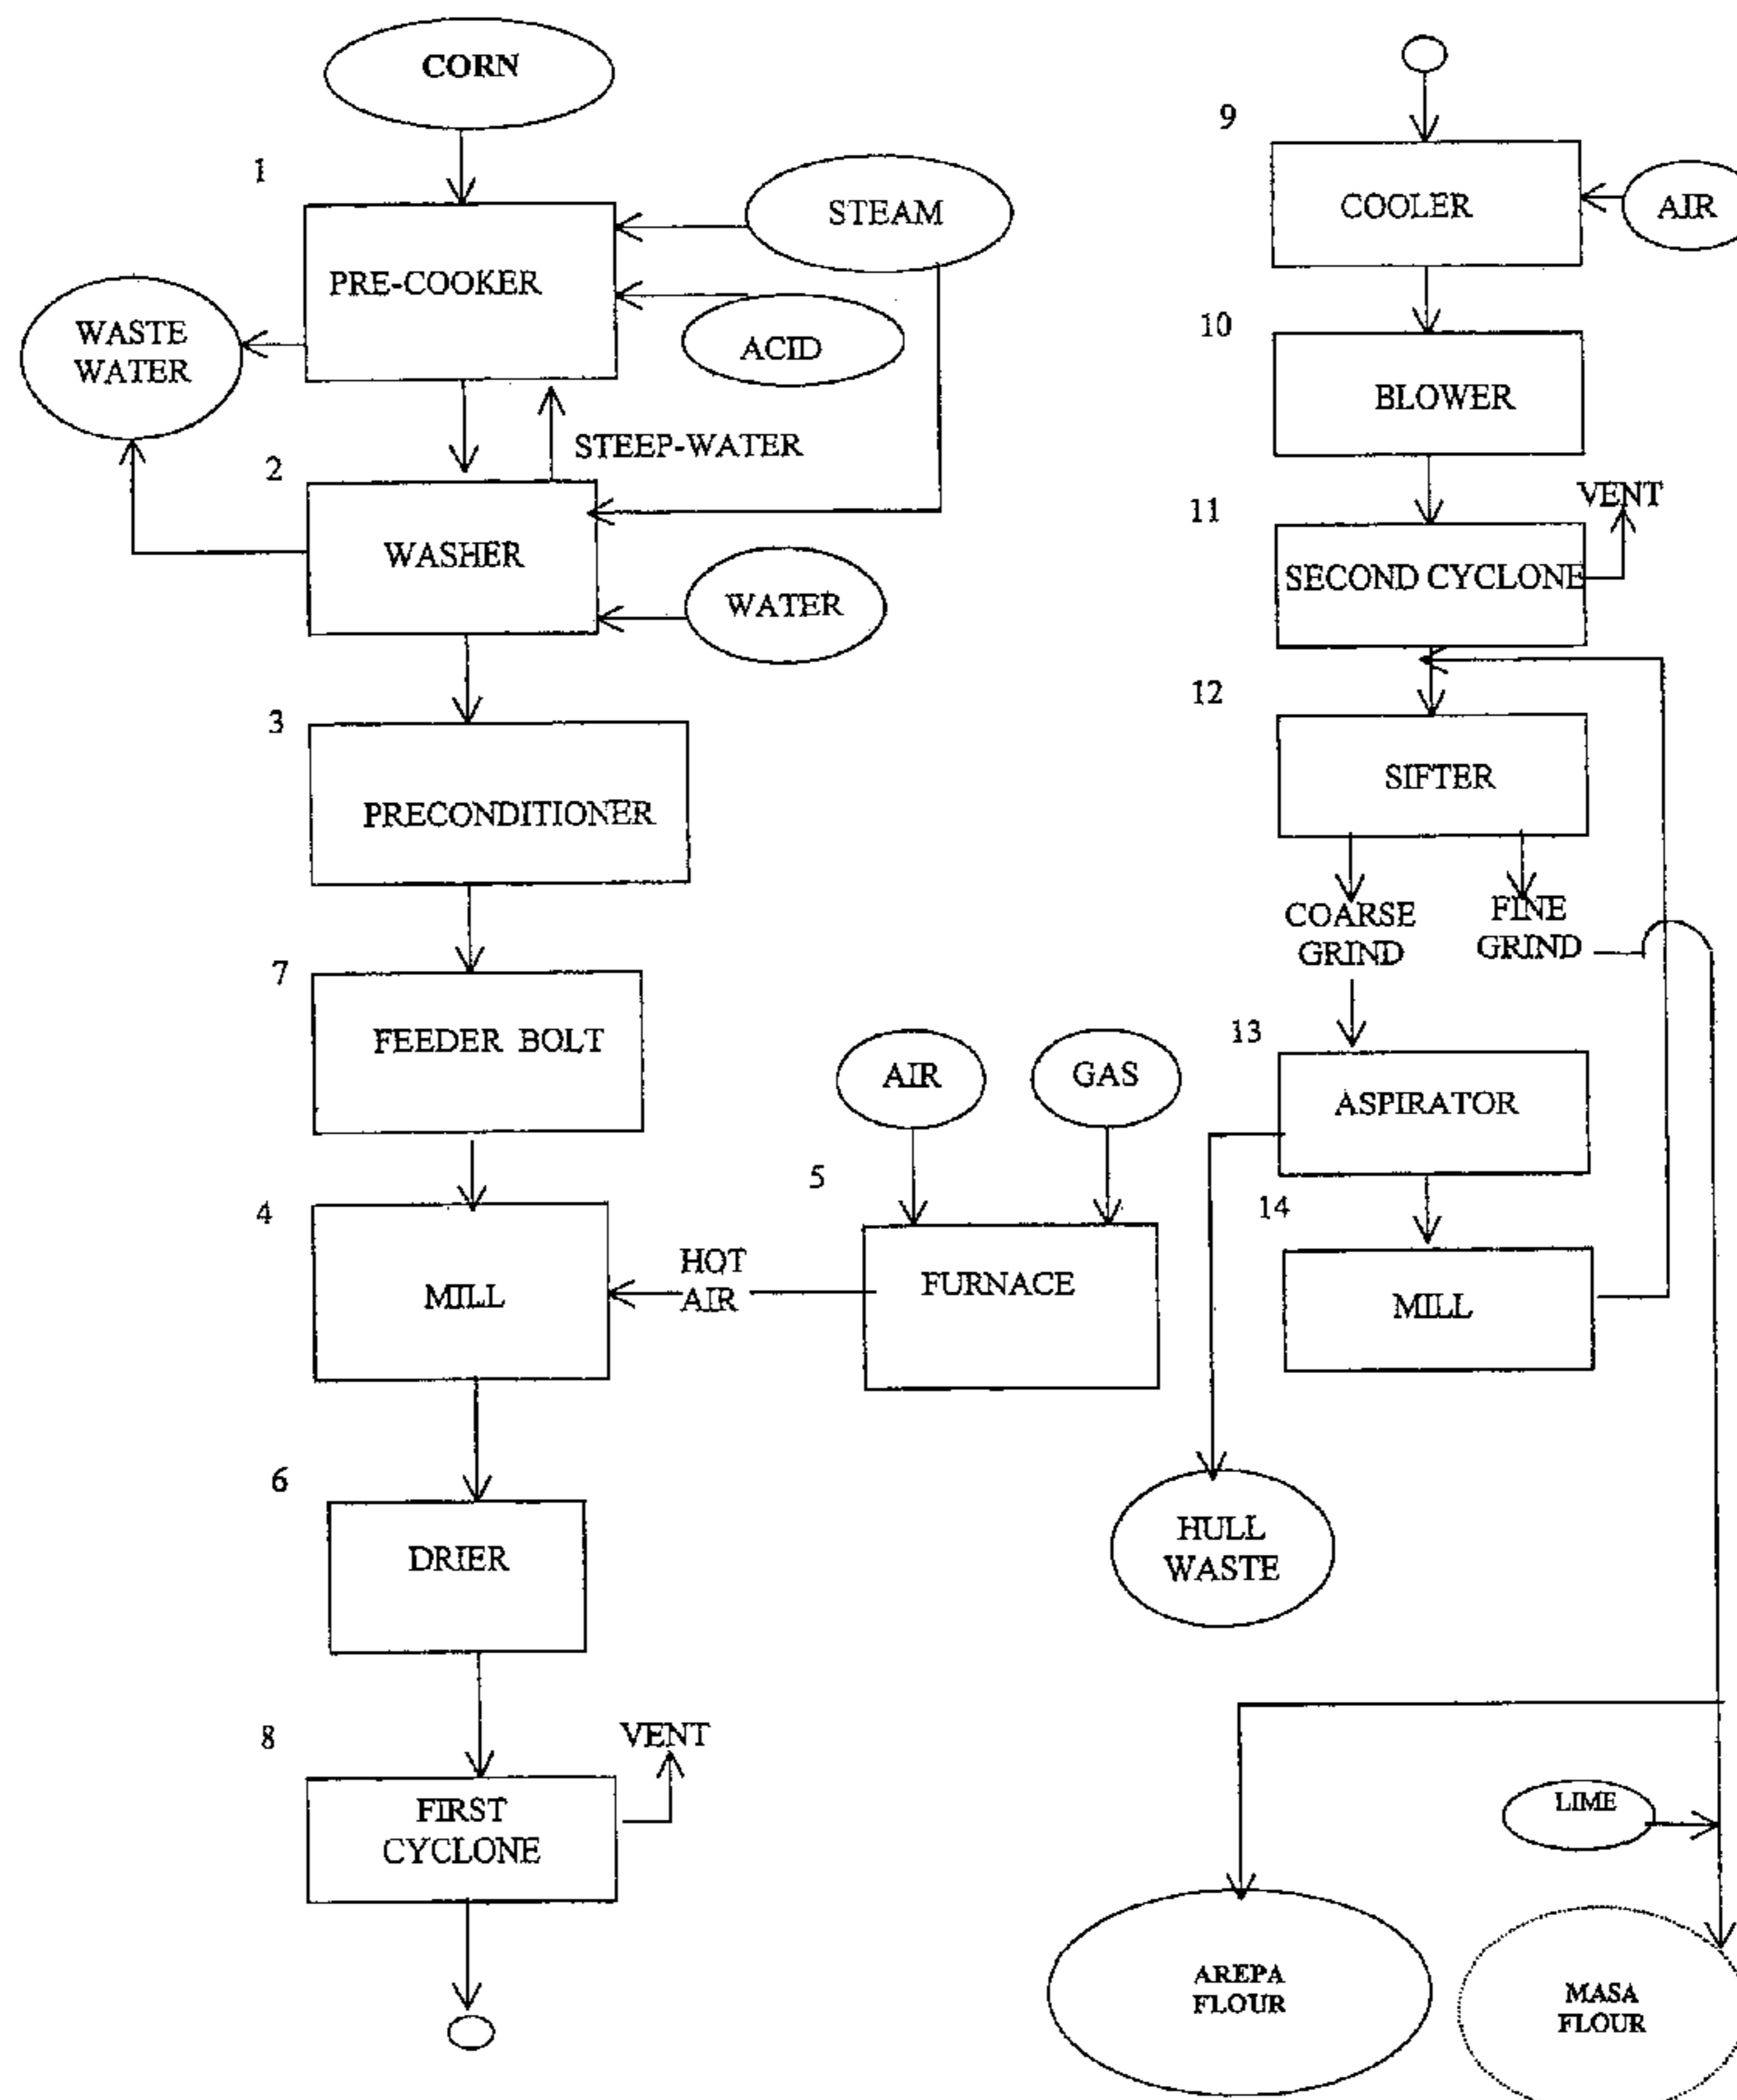 CORN
1
STEAM
PRE-COOKER
ACID
WASTE
WATER
STEEP-WATER
2
WASHER
WATER
3
PRECONDITIONER
7
FEEDER BOLT
AIR
GAS
5
4
MILL
HOT
AIR
FURNACE
6
DRIER
8
VENT
FIRST
CYCLONE
9
COOLER
AIR
10
BLOWER
11
VENT
SECOND CYCLONE
12
SIFTER
COARSE
GRIND
FINE
GRIND
13
ASPIRATOR
14
MILL
HULL
WASTE
LIME
AREPA
FLOUR
MASA
FLOUR